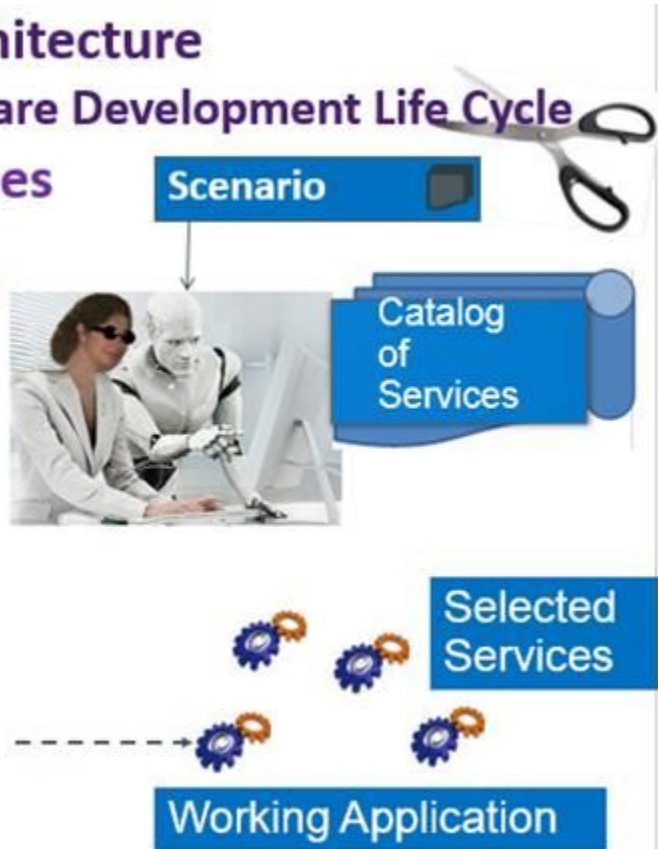 hitecture
are Development Life Cycle
es
Scenario
Catalog
of
Services
Selected
Services
Working Application